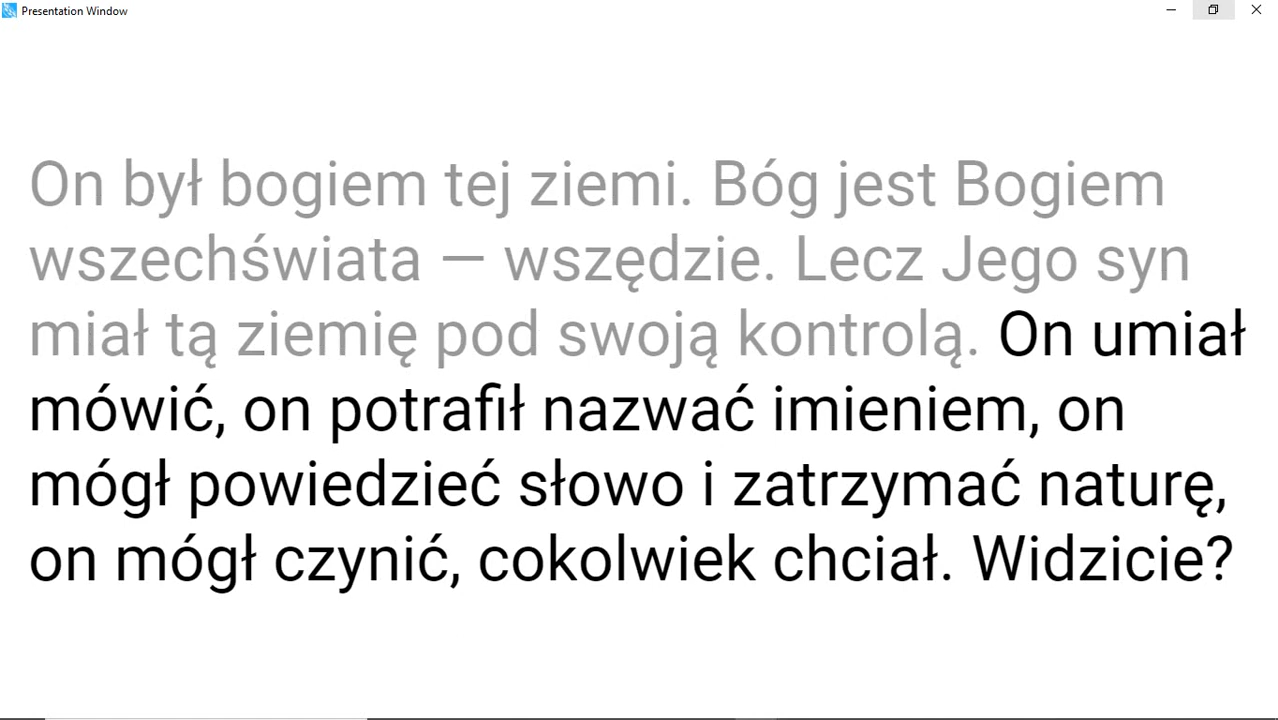 Presentation Window
On był bogiem tej ziemi. Bóg jest Bogiem
wszechświata — wszędzie. Lecz Jego syn
miał tą ziemię pod swoją kontrolą. On umiał
mówić, on potrafił nazwać imieniem, on
mógł powiedzieć słowo i zatrzymać naturę,
on mógł czynić, cokolwiek chciał. Widzicie?